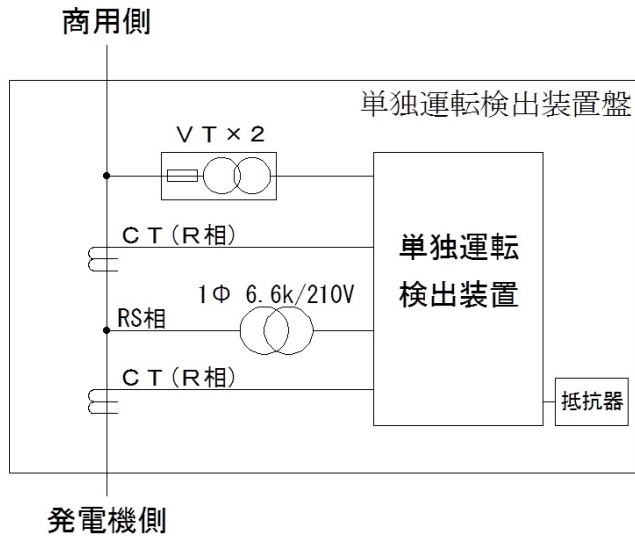 商用側
単独運転検出装置盤
ＶＴ×２
ＣＴ(Ｒ相)
単独運転
検出装置
1Φ 6.6k/210V
RS相
ＣＴ(Ｒ相)
抵抗器
発電機側